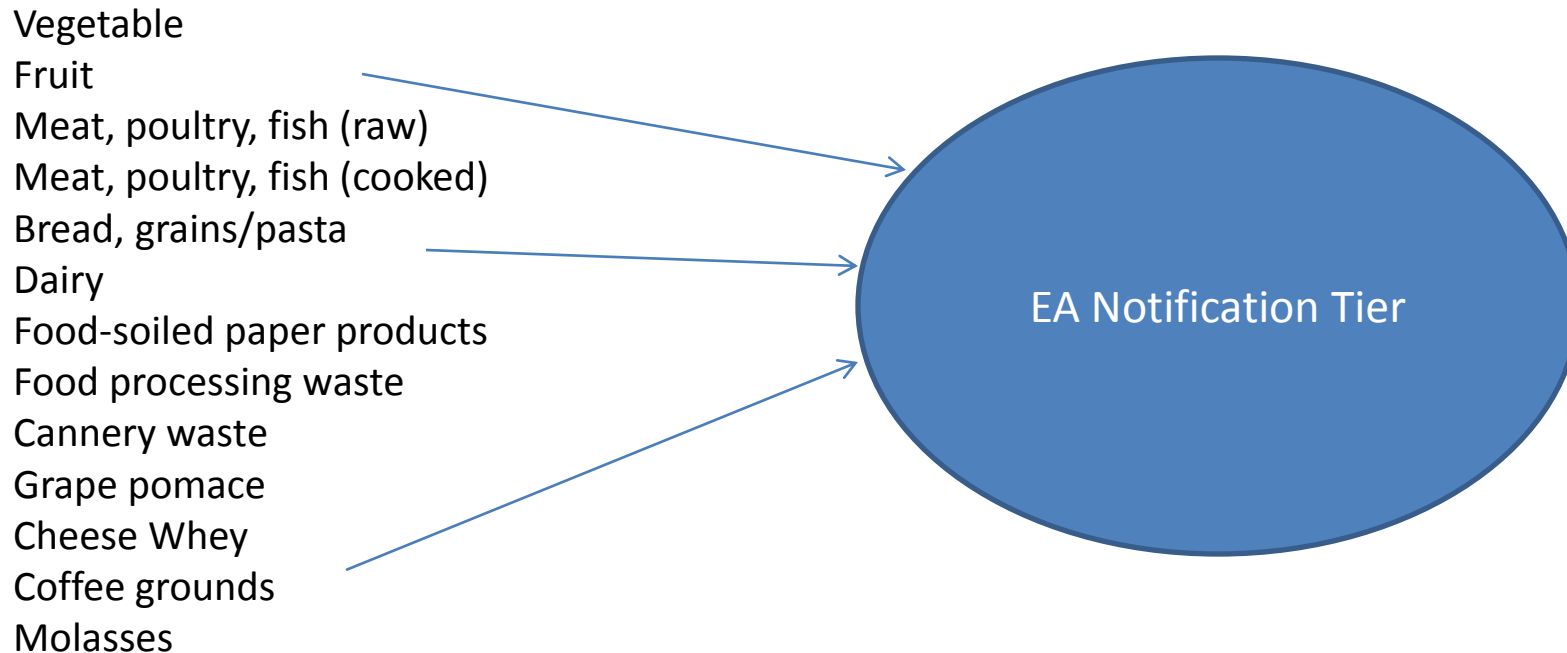 Vegetable
Fruit
Meat, poultry, fish (raw)
Meat, poultry, fish (cooked)
Bread, grains/pasta
Dairy
Food-soiled paper products
Food processing waste
Cannery waste
Grape pomace
Cheese Whey
Coffee grounds
Molasses
EA Notification Tier